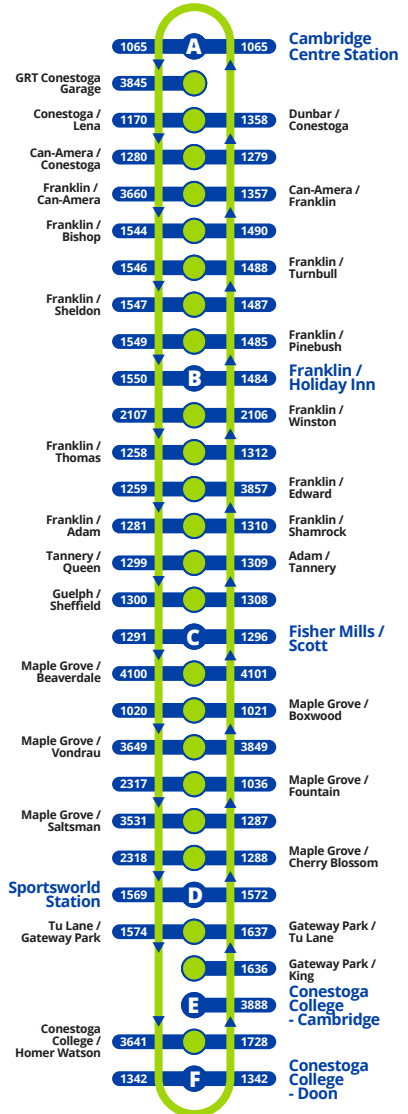 1065 A 1065 Cambridge
Centre Station
GRT Conestoga
Garage
3845
Conestoga /
Lena
1170 1358 Dunbar /
Conestoga
Can-Amera /
Conestoga
1280 1279
Franklin /
Can-Amera
3660 1357 Can-Amera /
Franklin
Franklin /
Bishop
1544 1490
1546 1488 Franklin /
Turnbull
Franklin /
Sheldon
1547 1487
1549 1485 Franklin /
Pinebush
1550 B 1484 Franklin /
Holiday Inn
2107 2106 Franklin /
Winston
Franklin /
Thomas
1258 1312
1259 3857 Franklin /
Edward
Franklin /
Adam
1281 1310 Franklin /
Shamrock
Tannery /
Queen
1299 1309 Adam /
Tannery
Guelph /
Sheffield
1300 1308
1291 C 1296 Fisher Mills /
Scott
Maple Grove /
Beaverdale
4100 4101
1020 1021 Maple Grove /
Boxwood
Maple Grove /
Vondrau
3649 3849
2317 1036 Maple Grove /
Fountain
Maple Grove /
Saltsman
3531 1287
2318 1288 Maple Grove /
Cherry Blossom
Sportsworld
Station
1569 D 1572
Tu Lane /
Gateway Park
1574 1637 Gateway Park /
Tu Lane
1636 Gateway Park /
King
E 3888 Conestoga
College
- Cambridge
Conestoga
College /
Homer Watson
3641 1728
1342 F 1342 Conestoga
College
- Doon